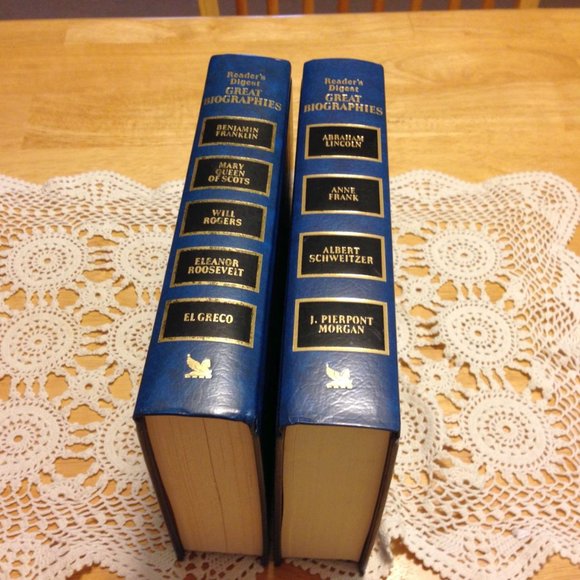 Reader's
Digest
GREAT
BIOGRAPHIES
BENJAMIN
FRANKLIN
MARY
QUEEN
OF SCOTS
WILL
ROGERS
ELEANOR
ROOSEVELT
EL GRECO
Reader's
Digest
GREAT
BIOGRAPHIES
ABRAHAM
LINCOLN
ANNE
FRANK
ALBERT
SCHWEITZER
J. PIERPONT
MORGAN